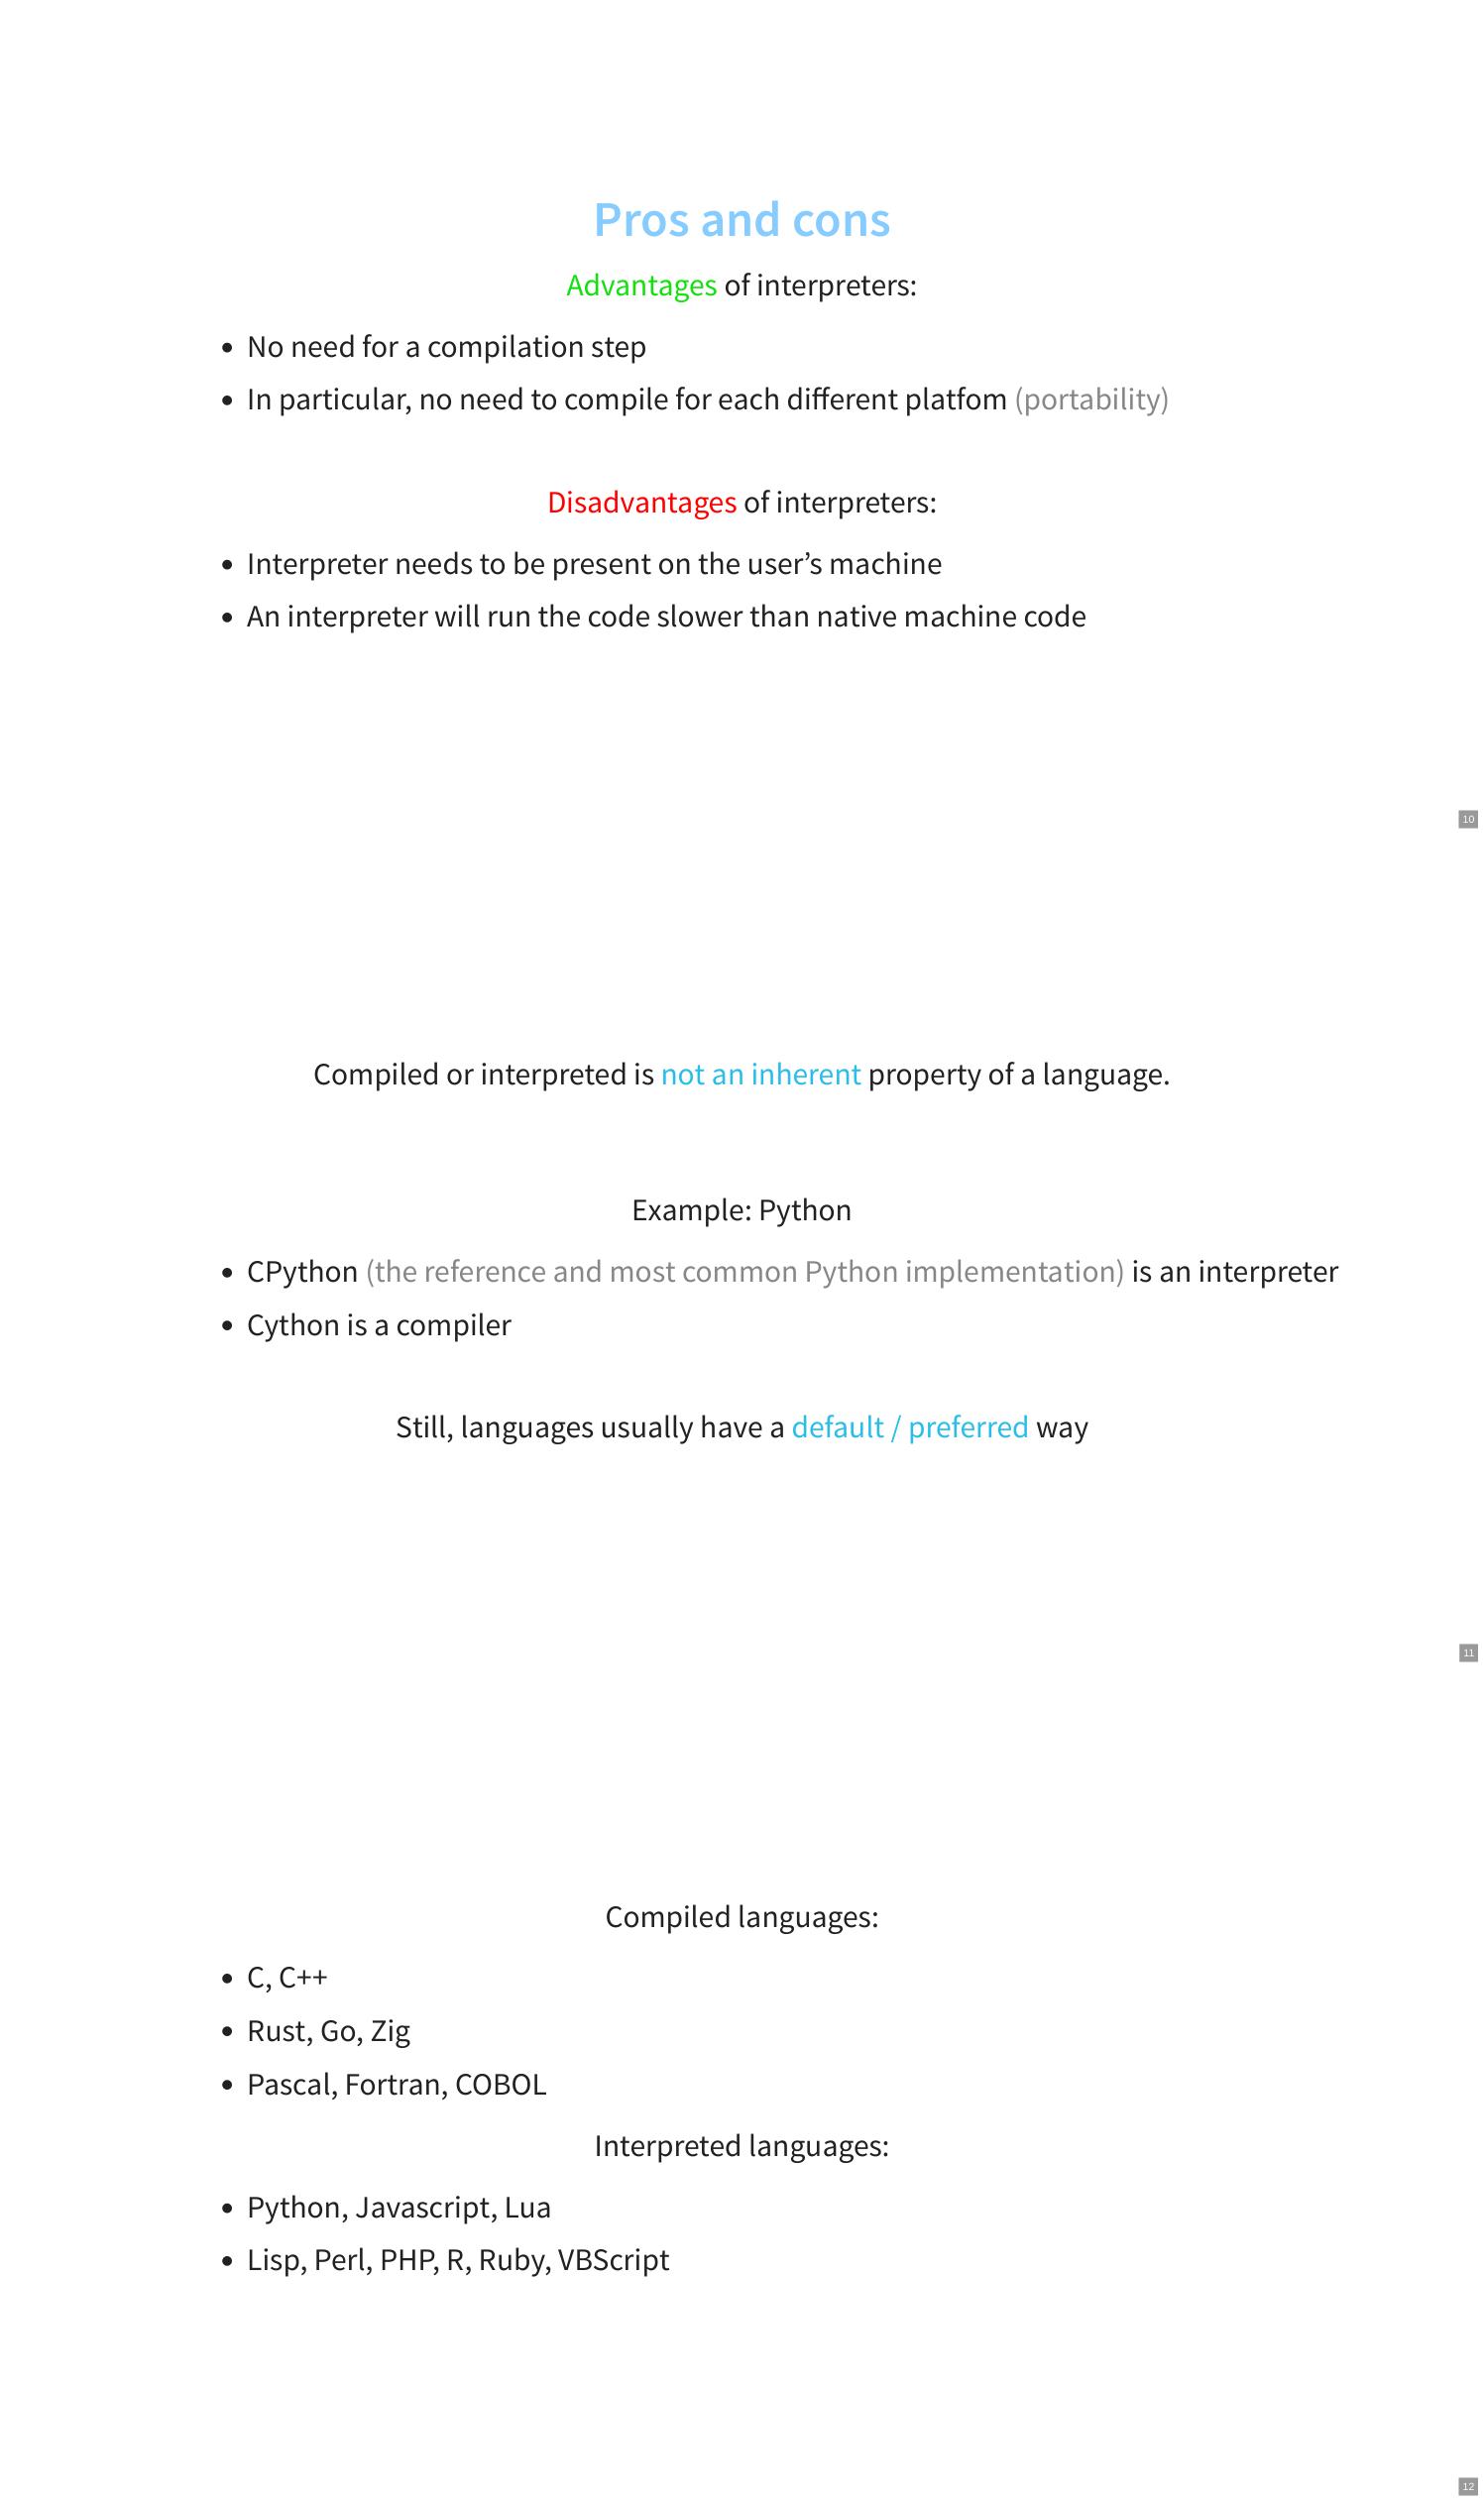 Pros and cons
Advantages of interpreters:
• No need for a compilation step
• In particular, no need to compile for each different platfom (portability)
Disadvantages of interpreters:
• Interpreter needs to be present on the user’s machine
• An interpreter will run the code slower than native machine code
10
Compiled or interpreted is not an inherent property of a language.
Example: Python
• CPython (the reference and most common Python implementation) is an interpreter
• Cython is a compiler
Still, languages usually have a default / preferred way
11
Compiled languages:
• C, C++
• Rust, Go, Zig
• Pascal, Fortran, COBOL
Interpreted languages:
• Python, Javascript, Lua
• Lisp, Perl, PHP, R, Ruby, VBScript
12